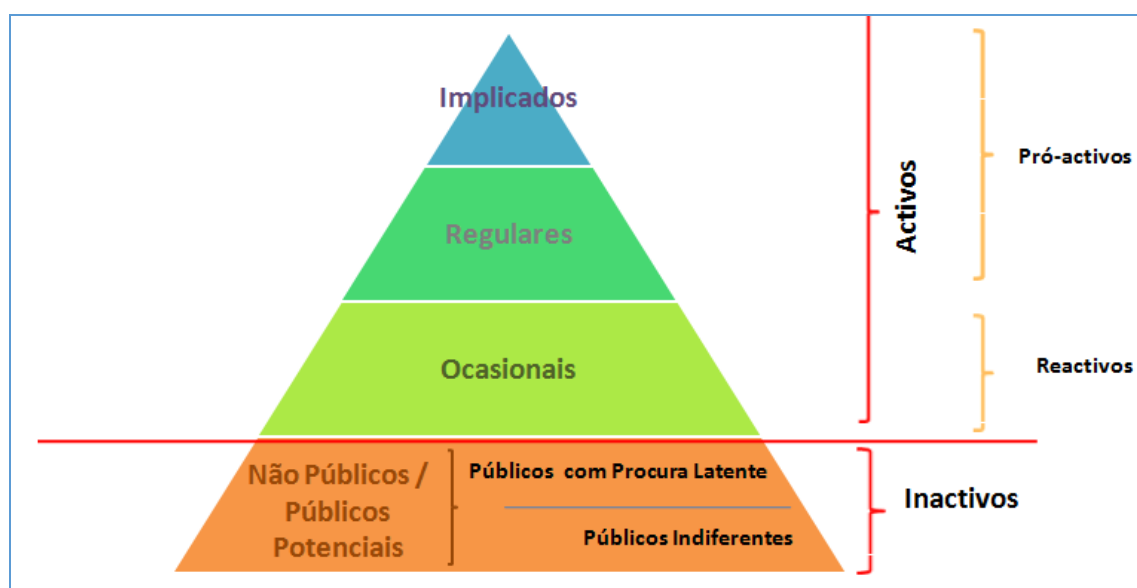 Implicados
Regulares
Ocasionais
Não Públicos /
Públicos
Potenciais
Públicos com Procura Latente
Públicos Indiferentes
Activos
Inactivos
Pró-activos
Reactivos